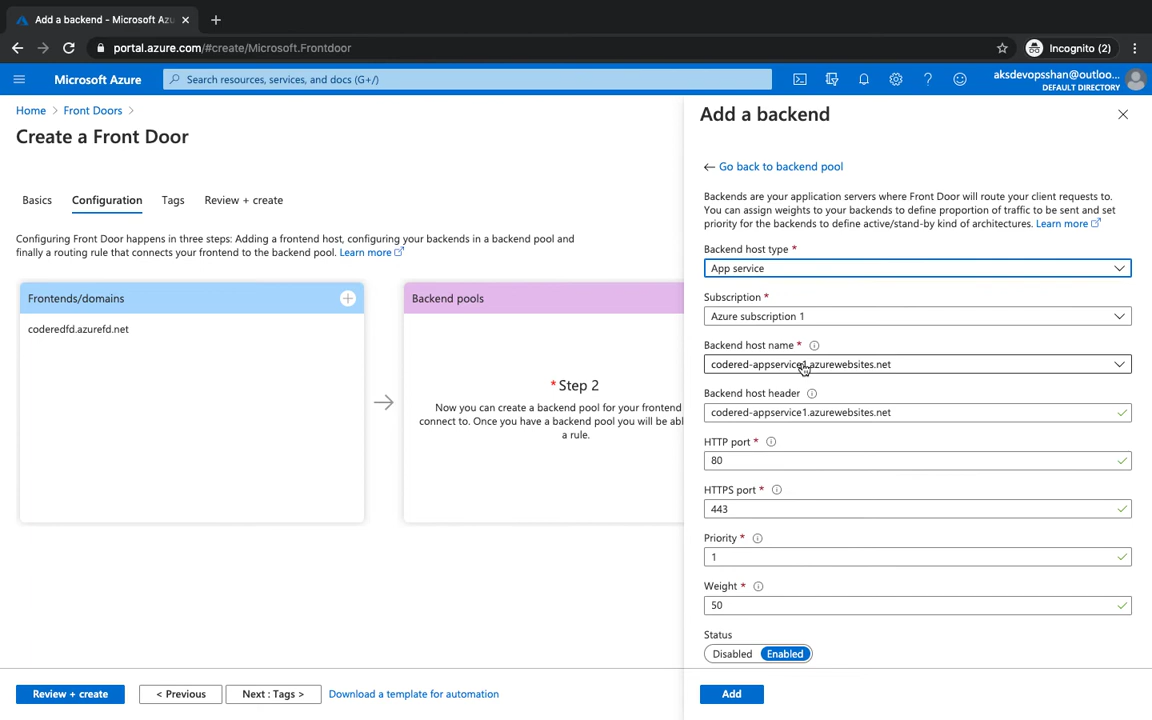 Add a backend - Microsoft Azu
portal.azure.com/#create/Microsoft.Frontdoor
Incognito (2)
Microsoft Azure
Search resources, services, and docs (G+/)
aksdevopsshan@outloo...
DEFAULT DIRECTORY
Home > Front Doors >
Create a Front Door
Basics
Configuration
Tags
Review + create
Configuring Front Door happens in three steps: Adding a frontend host, configuring your backends in a backend pool and
finally a routing rule that connects your frontend to the backend pool. Learn more
Frontends/domains
coderedfd.azurefd.net
Backend pools
* Step 2
Now you can create a backend pool for your frontend
connect to. Once you have a backend pool you will be abl
a rule.
Review + create
< Previous
Next : Tags >
Download a template for automation
Add a backend
Go back to backend pool
Backends are your application servers where Front Door will route your client requests to.
You can assign weights to your backends to define proportion of traffic to be sent and set
priority for the backends to define active/stand-by kind of architectures. Learn more
Backend host type *
App service
Subscription *
Azure subscription 1
Backend host name *
codered-appservice1.azurewebsites.net
Backend host header
codered-appservice1.azurewebsites.net
HTTP port *
80
HTTPS port *
443
Priority *
1
Weight *
50
Status
Disabled Enabled
Add